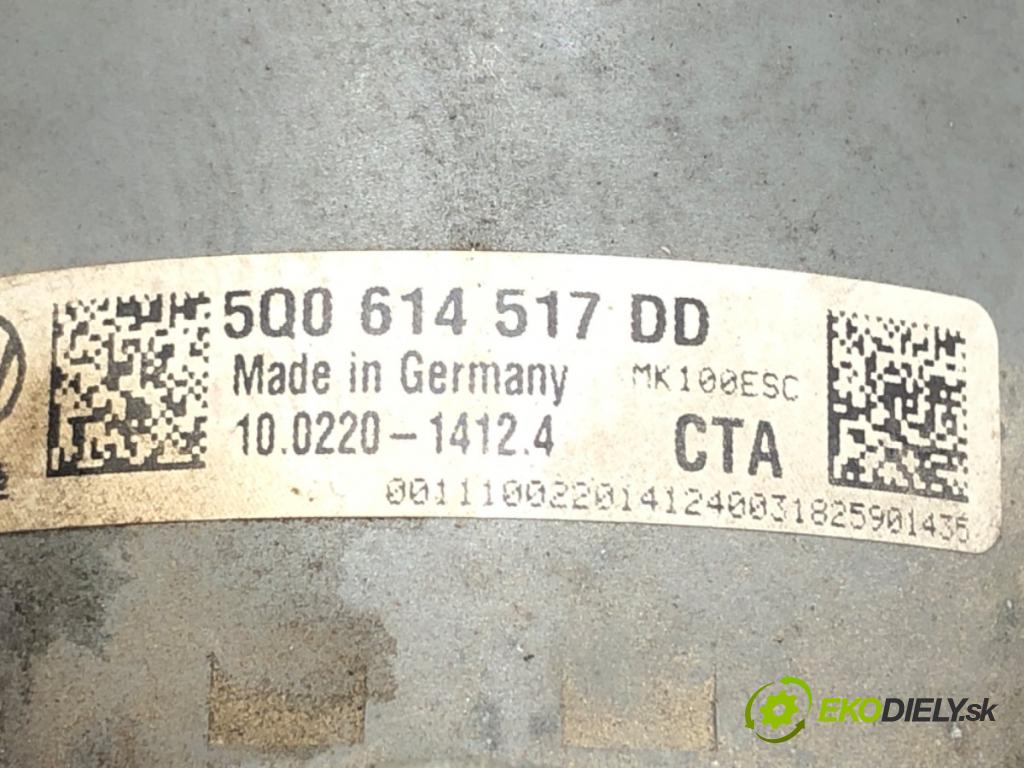 5Q0 614 517 DD
Made in Germany MK100ESC
10.0220-1412.4 CTA
0011100220141240031825901435
EKODIELY.sk